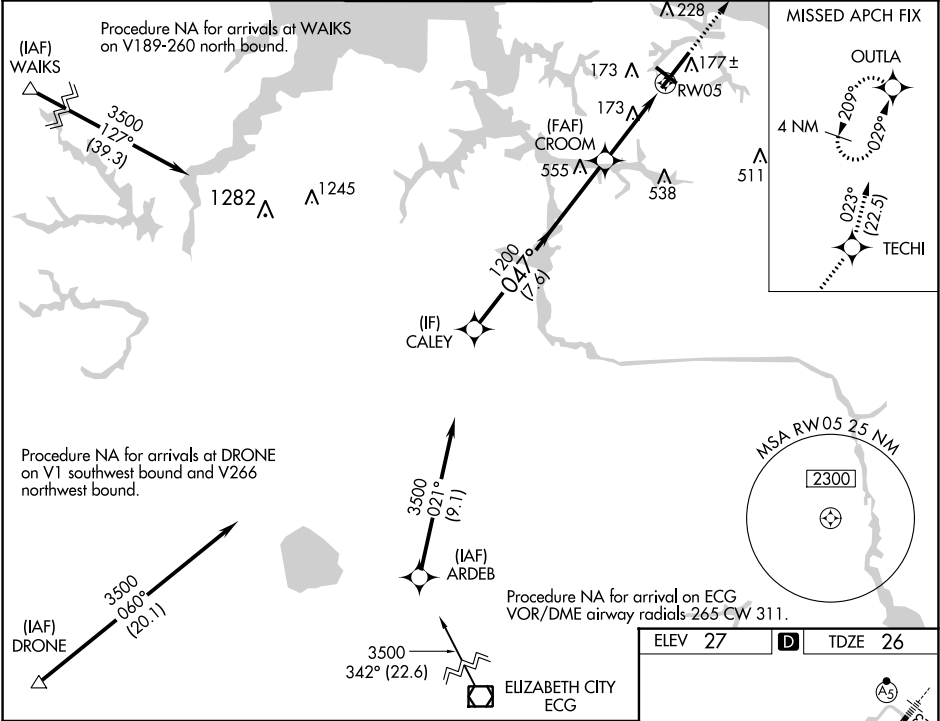 Procedure NA for arrivals at WAIKS
on V189-260 north bound.
(IAF)
WAIKS
3500
127°
(39.3)
1282
1245
228
173
177±
RW05
173
(FAF)
CROOM
555
538
511
1200
047°
(7.6)
(IF)
CALEY
MISSED APCH FIX
OUTLA
209°
029°
4 NM
023°
(22.5)
TECHI
Procedure NA for arrivals at DRONE
on V1 southwest bound and V266
northwest bound.
3500
060°
(20.1)
(IAF)
DRONE
3500
021°
(9.1)
(IAF)
ARDEB
MSA RW05 25 NM
2300
Procedure NA for arrival on ECG
VOR/DME airway radials 265 CW 311.
3500
342° (22.6)
ELIZABETH CITY
ECG
ELEV 27 D TDZE 26
A5